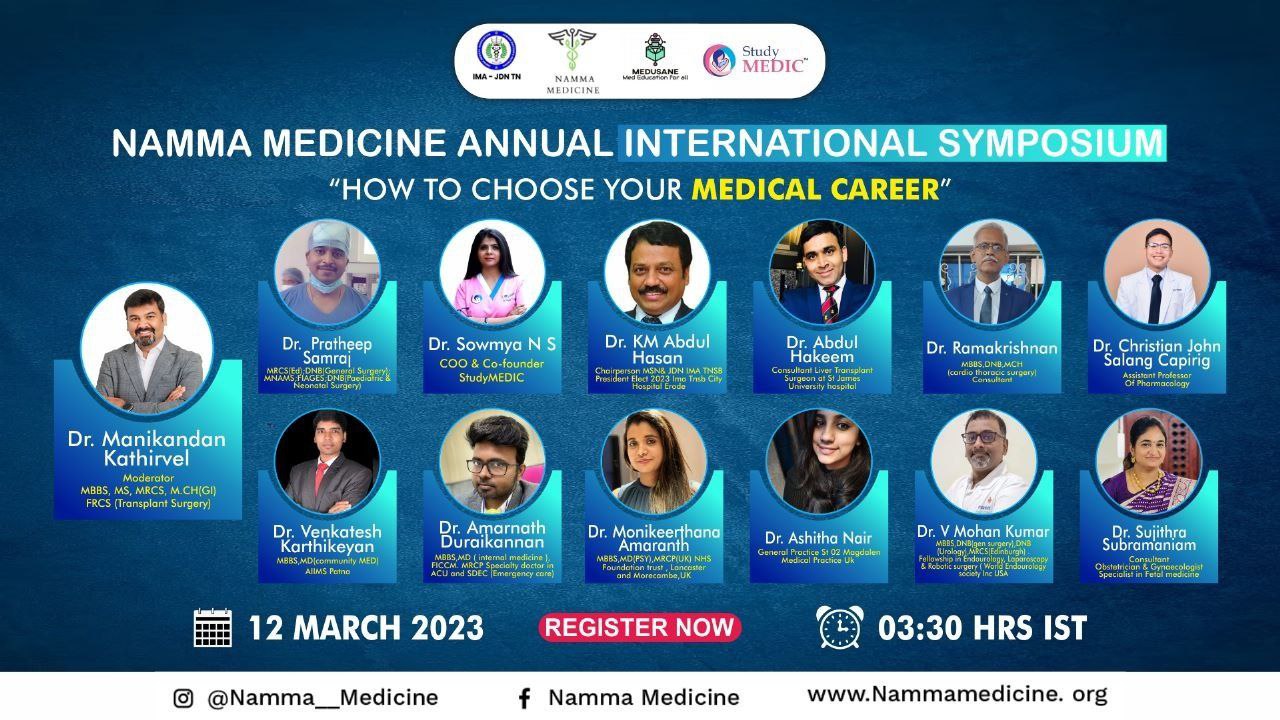 IMA - JDN TN
NAMMA
MEDICINE
MEDUSANE
Med Education For all
Study
MEDIC™
NAMMA MEDICINE ANNUAL INTERNATIONAL SYMPOSIUM
“HOW TO CHOOSE YOUR MEDICAL CAREER”
Dr. Manikandan
Kathirvel
Moderator
MBBS, MS, MRCS, M.CH(GI)
FRCS (Transplant Surgery)
Dr. Pratheep
Samraj
MRCS(Ed);DNB(General Surgery);
MNAMS;FIAGES;DNB(Paediatric &
Neonatal Surgery)
Dr. Sowmya N S
COO & Co-founder
StudyMEDIC
Dr. KM Abdul
Hasan
Chairperson MSN& JDN IMA TNSB
President Elect 2023 Ima Tnsb City
Hospital Erode
Dr. Abdul
Hakeem
Consultant Liver Transplant
Surgeon at St James
University hospital
Dr. Ramakrishnan
MBBS,DNB,MCH
(cardio thoracic surgery)
Consultant
Dr. Christian John
Salang Capirig
Assistant Professor
Of Pharmacology
Dr. Venkatesh
Karthikeyan
MBBS,MD(community MED)
AIIMS Patna
Dr. Amarnath
Duraikannan
MBBS,MD ( internal medicine ),
FICCM. MRCP Specialty doctor in
ACU and SDEC (Emergency care)
Dr. Monikeerthana
Amaranth
MBBS,MD(PSY),MRCP(UK) NHS
Foundation trust , Lancaster
and Morecambe,UK
Dr. Ashitha Nair
General Practice St 02 Magdalen
Medical Practice Uk
Dr. V Mohan Kumar
MBBS,DNB(gen surgery),DNB
(Urology),MRCS(Edinburgh) .
Fellowship in Endourology, Laparoscopy
& Robotic surgery ( World Endourology
society Inc USA
Dr. Sujithra
Subramaniam
Consultant
Obstetrician & Gynaecologist
Specialist in Fetal medicine
12 MARCH 2023
REGISTER NOW
03:30 HRS IST
@Namma__Medicine
Namma Medicine
www.Nammamedicine. org